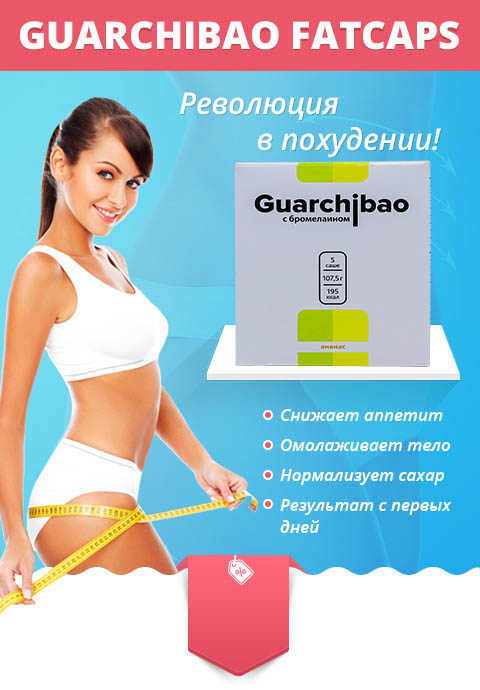 GUARCHIBAO FATCAPS
Революция
в похудении!
Guarchibao
с бромелаином
5
саше
107,5 г
195
ккал
ананас
Снижает аппетит
Омолаживает тело
Нормализует сахар
Результат с первых
дней
%